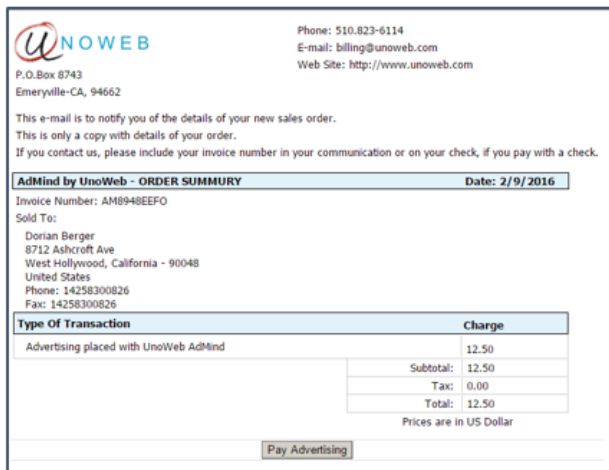 UNOWEB
Phone: 510.823-6114
E-mail: billing@unoweb.com
Web Site: http://www.unoweb.com
P.O.Box 8743
Emeryville-CA, 94662
This e-mail is to notify you of the details of your new sales order.
This is only a copy with details of your order.
If you contact us, please include your invoice number in your communication or on your check, if you pay with a check.
AdMind by UnoWeb - ORDER SUMMURY Date: 2/9/2016
Invoice Number: AM8948EEFO
Sold To:
Dorian Berger
8712 Ashcroft Ave
West Hollywood, California - 90048
United States
Phone: 14258300826
Fax: 14258300826
Type Of Transaction Charge
Advertising placed with UnoWeb AdMind 12.50
Subtotal: 12.50
Tax: 0.00
Total: 12.50
Prices are in US Dollar
Pay Advertising